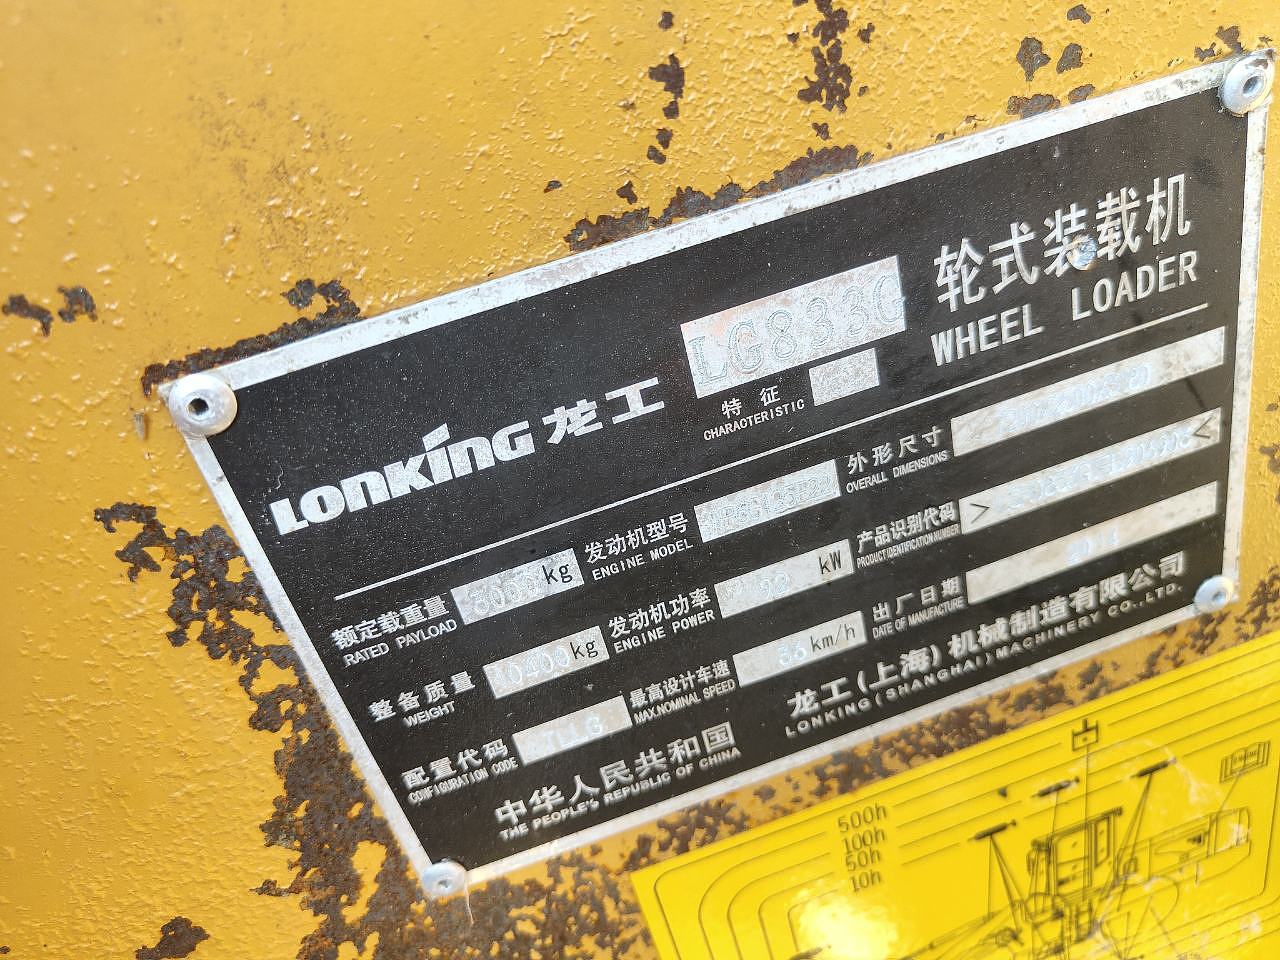 轮式装载机
WHEEL LOADER
LONKING 龙工
LG833G
特征
CHARACTERISTIC
额定载重量
RATED PAYLOAD
3000 kg
发动机型号
ENGINE MODEL
外形尺寸
OVERALL DIMENSIONS
整备质量
WEIGHT
10400 kg
发动机功率
ENGINE POWER
92 kW
产品识别代码
PRODUCT IDENTIFICATION NUMBER
配置代码
CONFIGURATION CODE
最高设计车速
MAX.NOMINAL SPEED
36 km/h
出厂日期
DATE OF MANUFACTURE
中华人民共和国
THE PEOPLE'S REPUBLIC OF CHINA
龙工(上海)机械制造有限公司
LONKING(SHANGHAI)MACHINERY CO.,LTD.
500h
100h
50h
10h